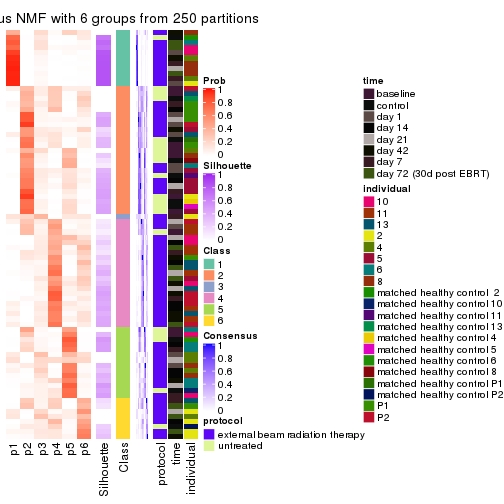 us NMF with 6 groups from 250 partitions
Prob
1
0.8
0.6
0.4
0.2
0
Silhouette
1
0.8
0.6
0.4
0.2
0
Class
1
2
3
4
5
6
Consensus
1
0.8
0.6
0.4
0.2
0
protocol
external beam radiation therapy
untreated
time
baseline
control
day 1
day 14
day 21
day 42
day 7
day 72 (30d post EBRT)
individual
10
11
13
2
4
5
6
8
matched healthy control 2
matched healthy control 10
matched healthy control 11
matched healthy control 13
matched healthy control 4
matched healthy control 5
matched healthy control 6
matched healthy control 8
matched healthy control P1
matched healthy control P2
P1
P2
p1
p2
p3
p4
p5
p6
Silhouette
Class
protocol
time
individual